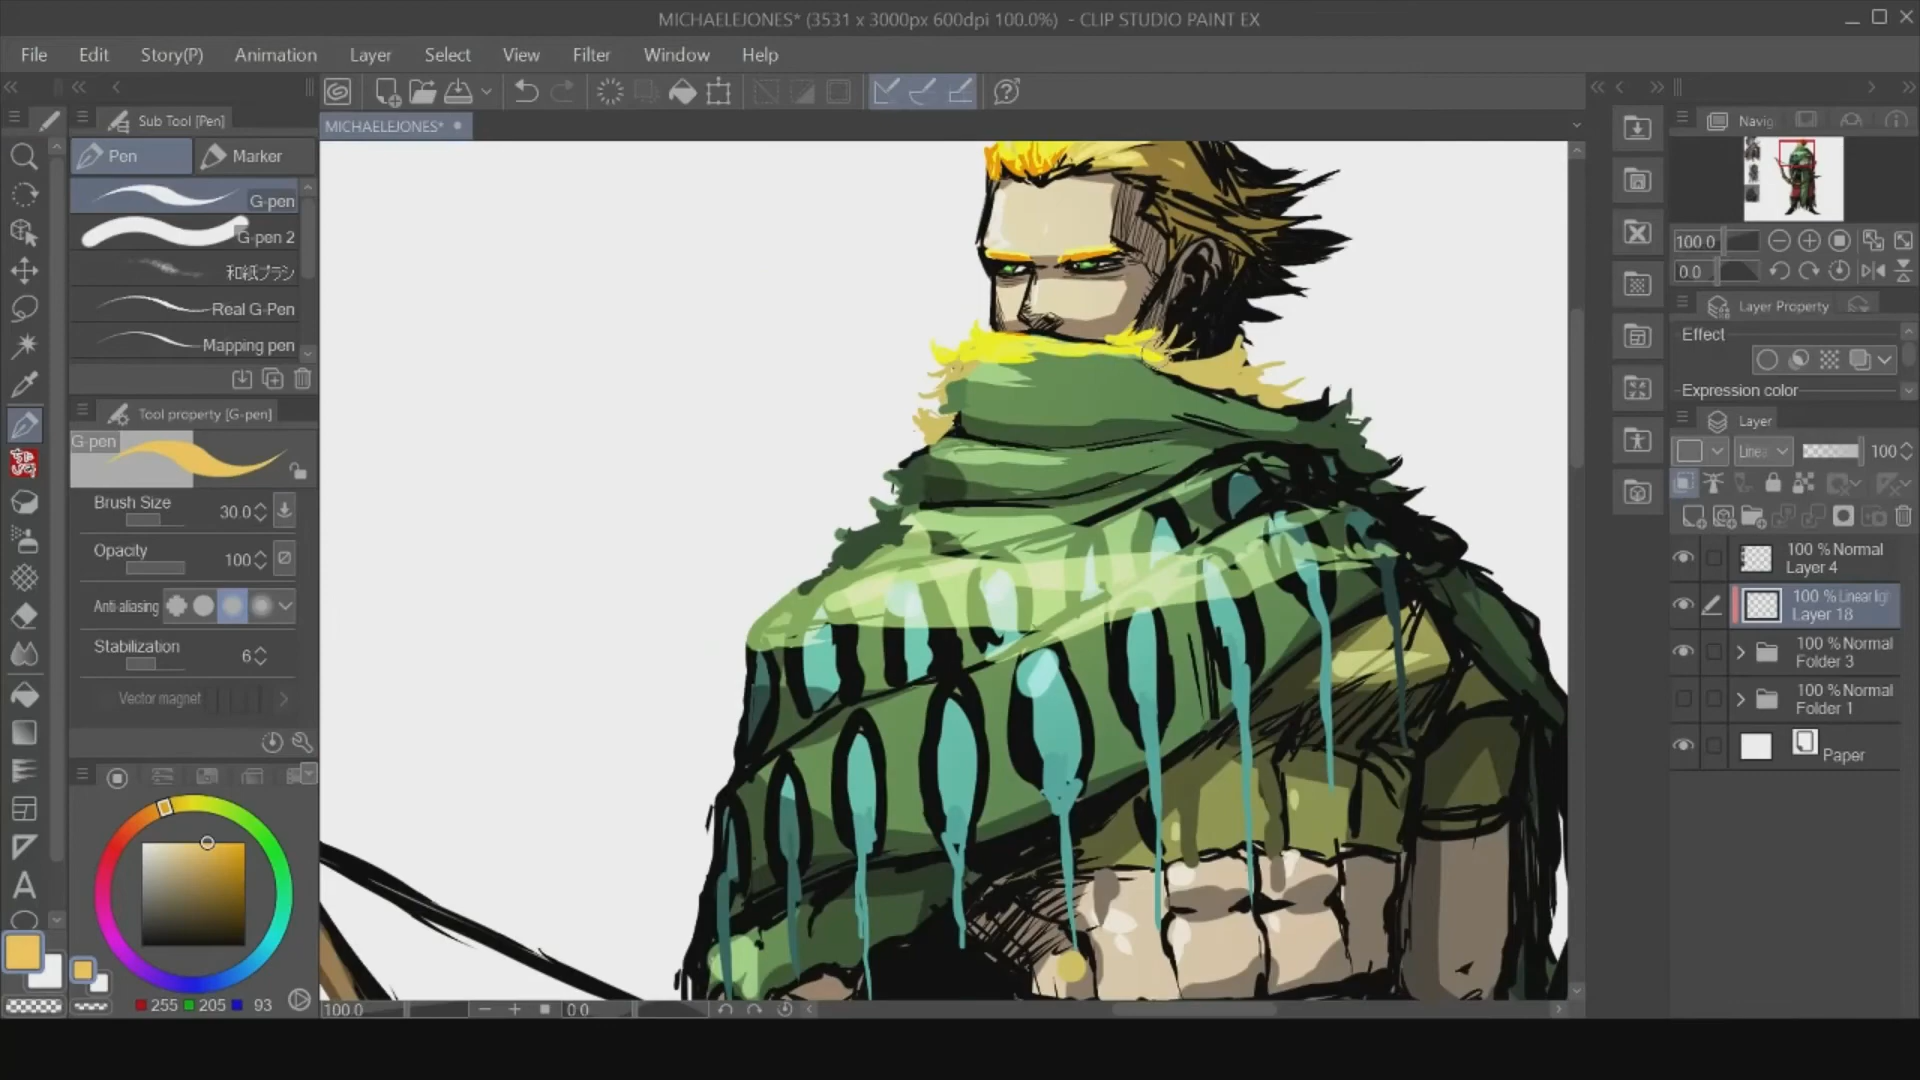 MICHAELEJONES* (3531 x 3000px 600dpi 100.0%) - CLIP STUDIO PAINT EX
File Edit Story(P) Animation Layer Select View Filter Window Help
Sub Tool [Pen]
Pen Marker
G-pen
G-pen 2
和紙ブラシ
Real G-Pen
Mapping pen
Tool property [G-pen]
G-pen
Brush Size 30.0
Opacity 100
Anti-aliasing
Stabilization 6
Vector magnet
255 205 93
MICHAELEJONES*
100.0 0.0
Navig
100.0
0.0
Layer Property
Effect
Expression color
Layer
Linea 100
100 % Normal
Layer 4
100 % Linear lig
Layer 18
100 % Normal
Folder 3
100 % Normal
Folder 1
Paper